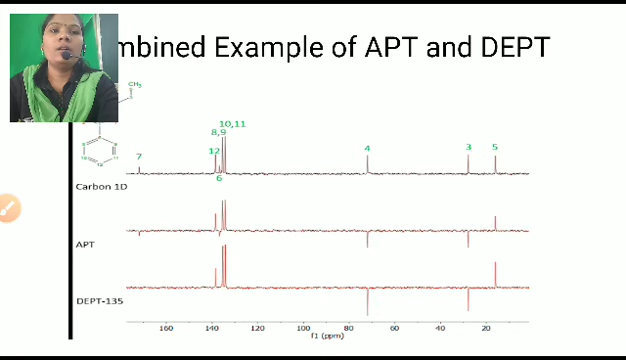 mbined Example of APT and DEPT
CH₃
10,11
8,9
12
7
6
4
3
5
Carbon 1D
APT
DEPT-135
160 140 120 100 80 60 40 20
f1 (ppm)